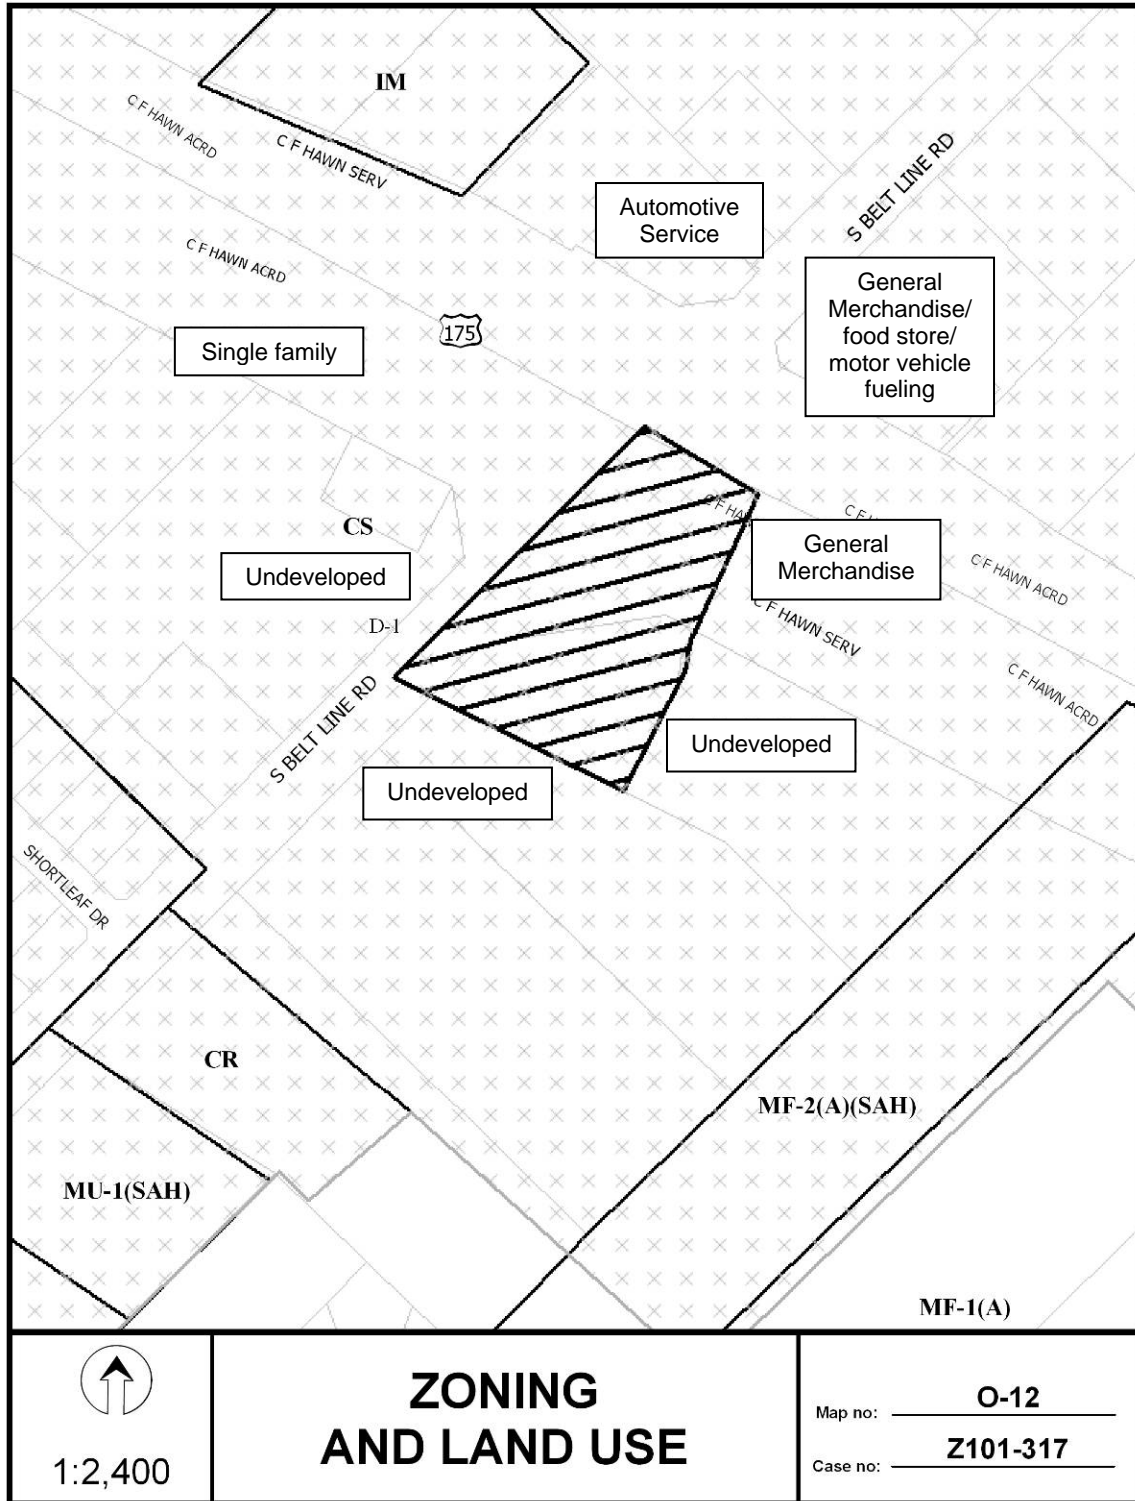 IM
C F HAWN ACRD
C F HAWN SERV
S BELT LINE RD
Automotive
Service
C F HAWN ACRD
General
Merchandise/
food store/
motor vehicle
fueling
175
Single family
CS
General
Merchandise
C F HAWN ACRD
Undeveloped
C F HAWN SERV
D-1
C F HAWN ACRD
S BELT LINE RD
Undeveloped
Undeveloped
SHORTLEAF DR
CR
MF-2(A)(SAH)
MU-1(SAH)
MF-1(A)
1:2,400
ZONING
AND LAND USE
Map no: O-12
Case no: Z101-317